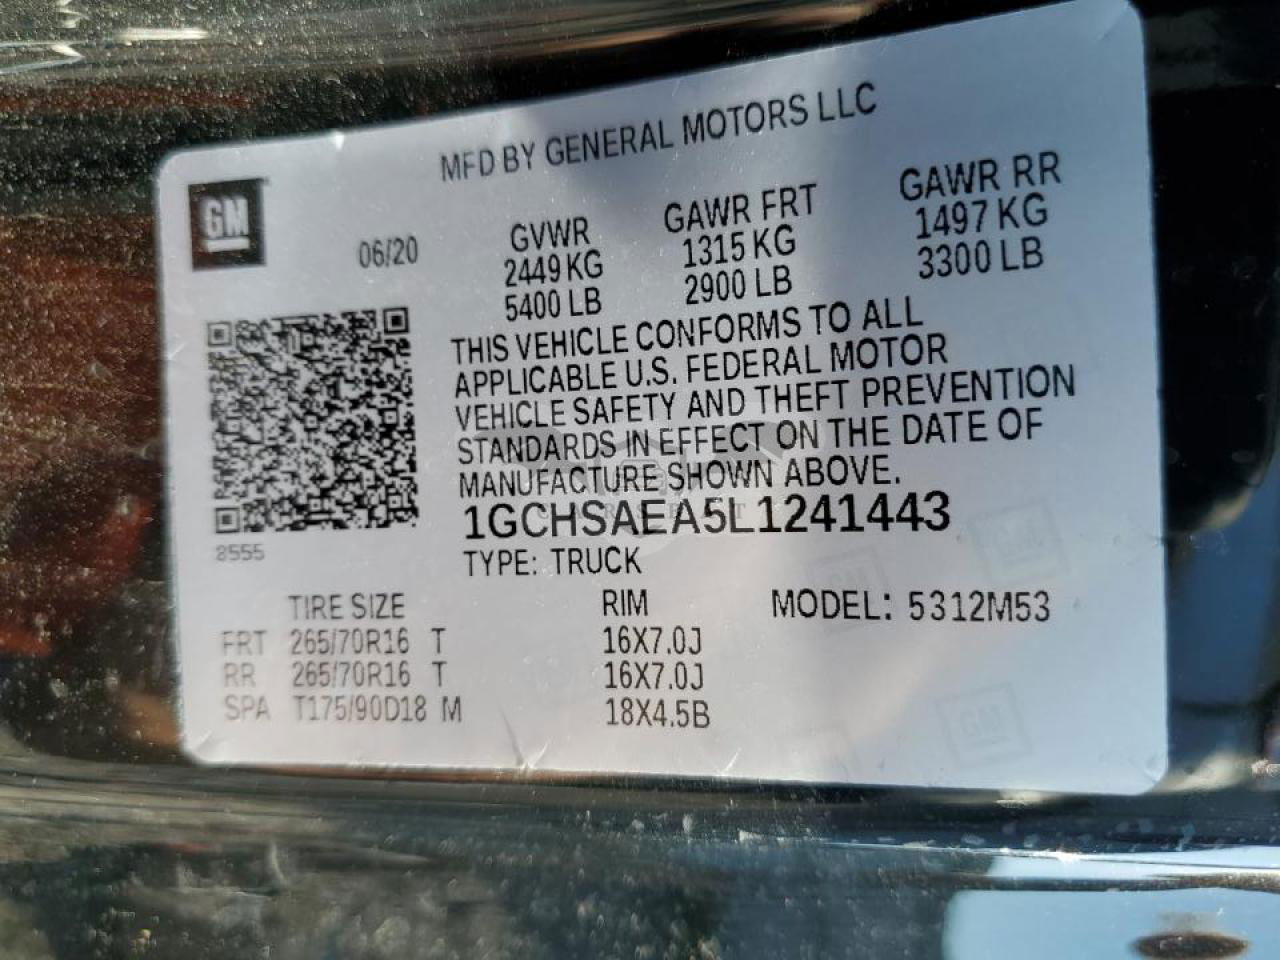 MFD BY GENERAL MOTORS LLC
GM
06/20
GVWR
2449 KG
5400 LB
GAWR FRT
1315 KG
2900 LB
GAWR RR
1497 KG
3300 LB
THIS VEHICLE CONFORMS TO ALL
APPLICABLE U.S. FEDERAL MOTOR
VEHICLE SAFETY AND THEFT PREVENTION
STANDARDS IN EFFECT ON THE DATE OF
MANUFACTURE SHOWN ABOVE.
1GCHSAEA5L1241443
8555
TYPE: TRUCK
TIRE SIZE RIM MODEL: 5312M53
FRT 265/70R16 T 16X7.0J
RR 265/70R16 T 16X7.0J
SPA T175/90D18 M 18X4.5B